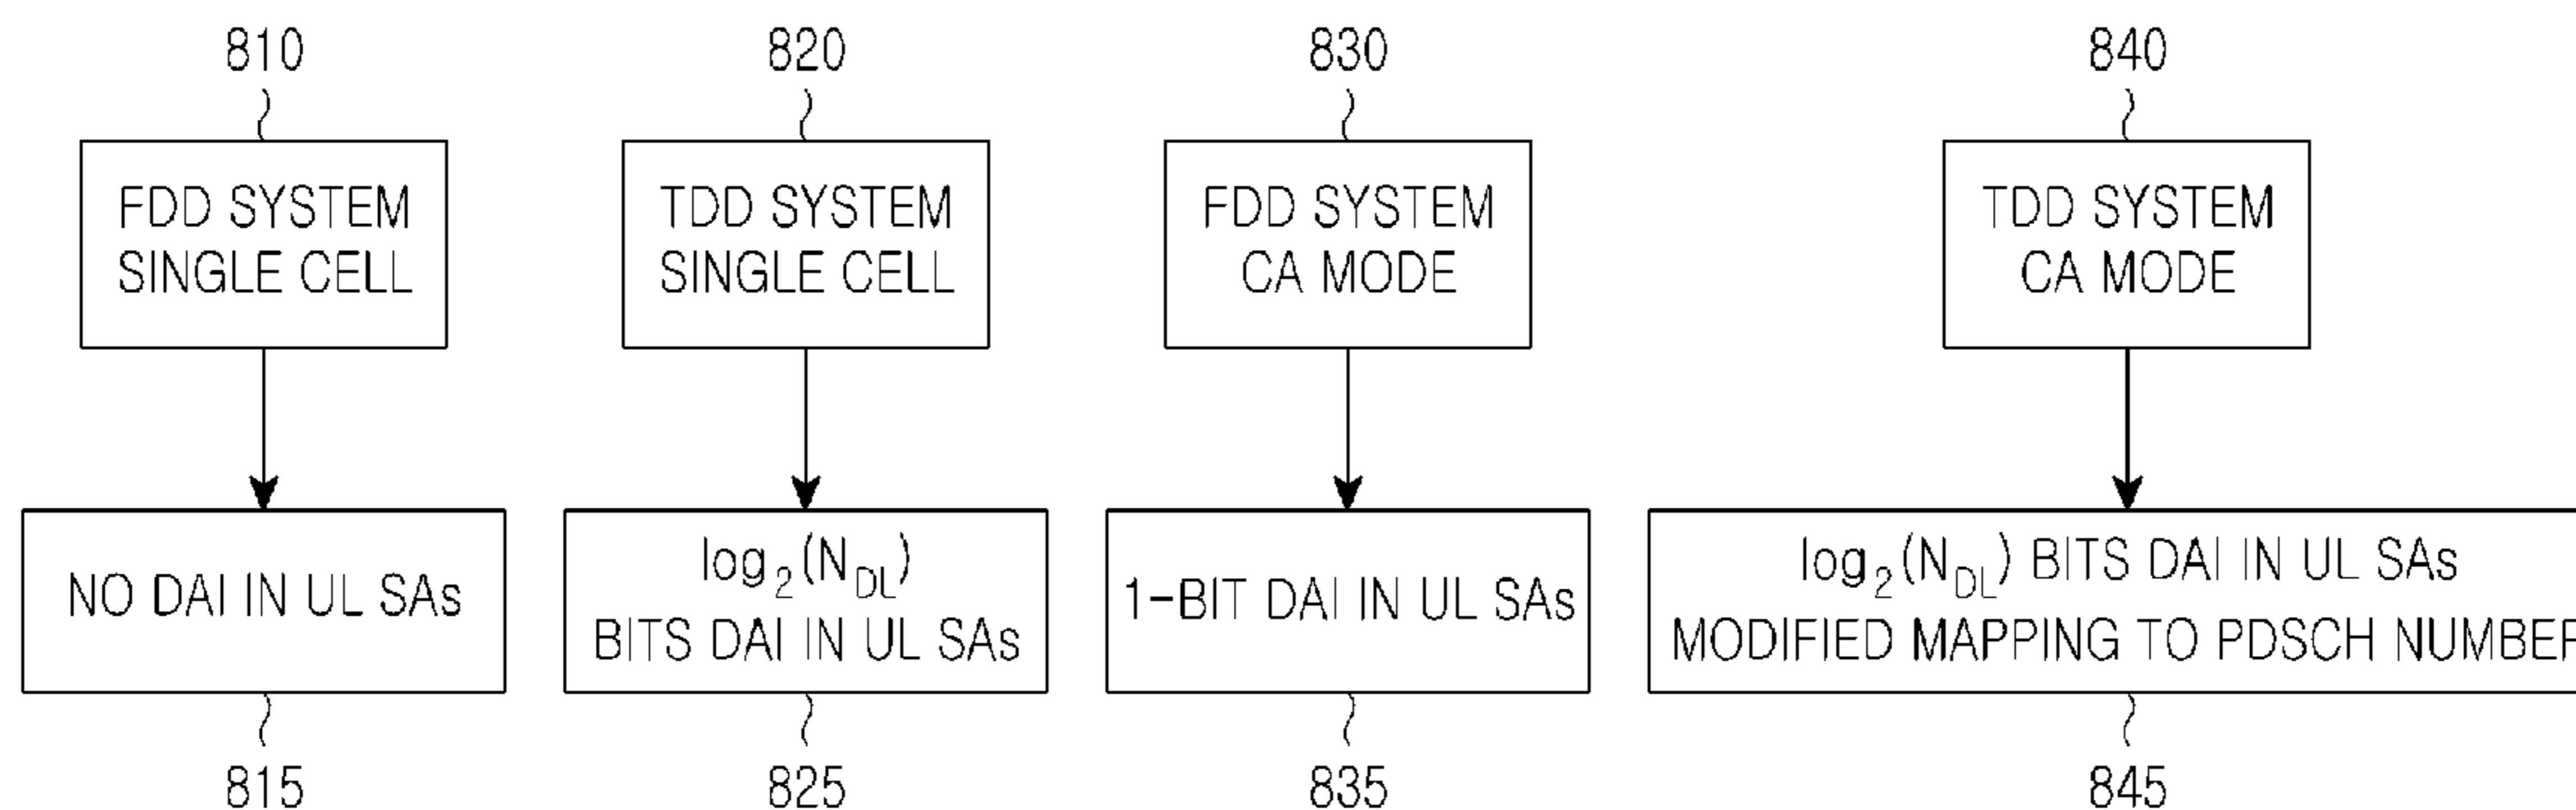 810
820
830
840
FDD SYSTEM
SINGLE CELL
TDD SYSTEM
SINGLE CELL
FDD SYSTEM
CA MODE
TDD SYSTEM
CA MODE
NO DAI IN UL SAs
log₂(N_DL)
BITS DAI IN UL SAs
1-BIT DAI IN UL SAs
log₂(N_DL) BITS DAI IN UL SAs
MODIFIED MAPPING TO PDSCH NUMBER
815
825
835
845